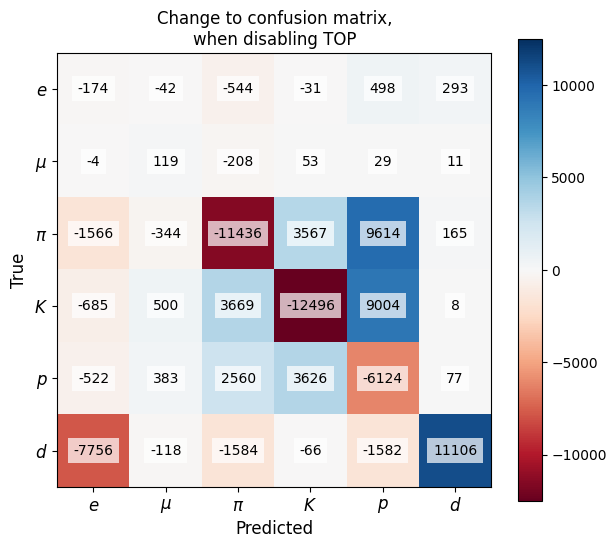 Change to confusion matrix,
when disabling TOP
e -174 -42 -544 -31 498 293
μ -4 119 -208 53 29 11
π -1566 -344 -11436 3567 9614 165
K -685 500 3669 -12496 9004 8
p -522 383 2560 3626 -6124 77
d -7756 -118 -1584 -66 -1582 11106
e μ π K p d
Predicted
True
10000
5000
0
−5000
−10000